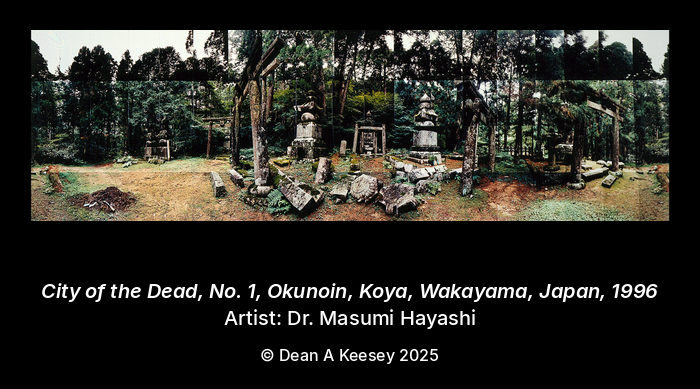 City of the Dead, No. 1, Okunoin, Koya, Wakayama, Japan, 1996
Artist: Dr. Masumi Hayashi
© Dean A Keesey 2025